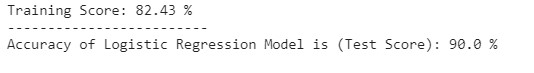 Training Score: 82.43 %
-------------------------
Accuracy of Logistic Regression Model is (Test Score): 90.0 %